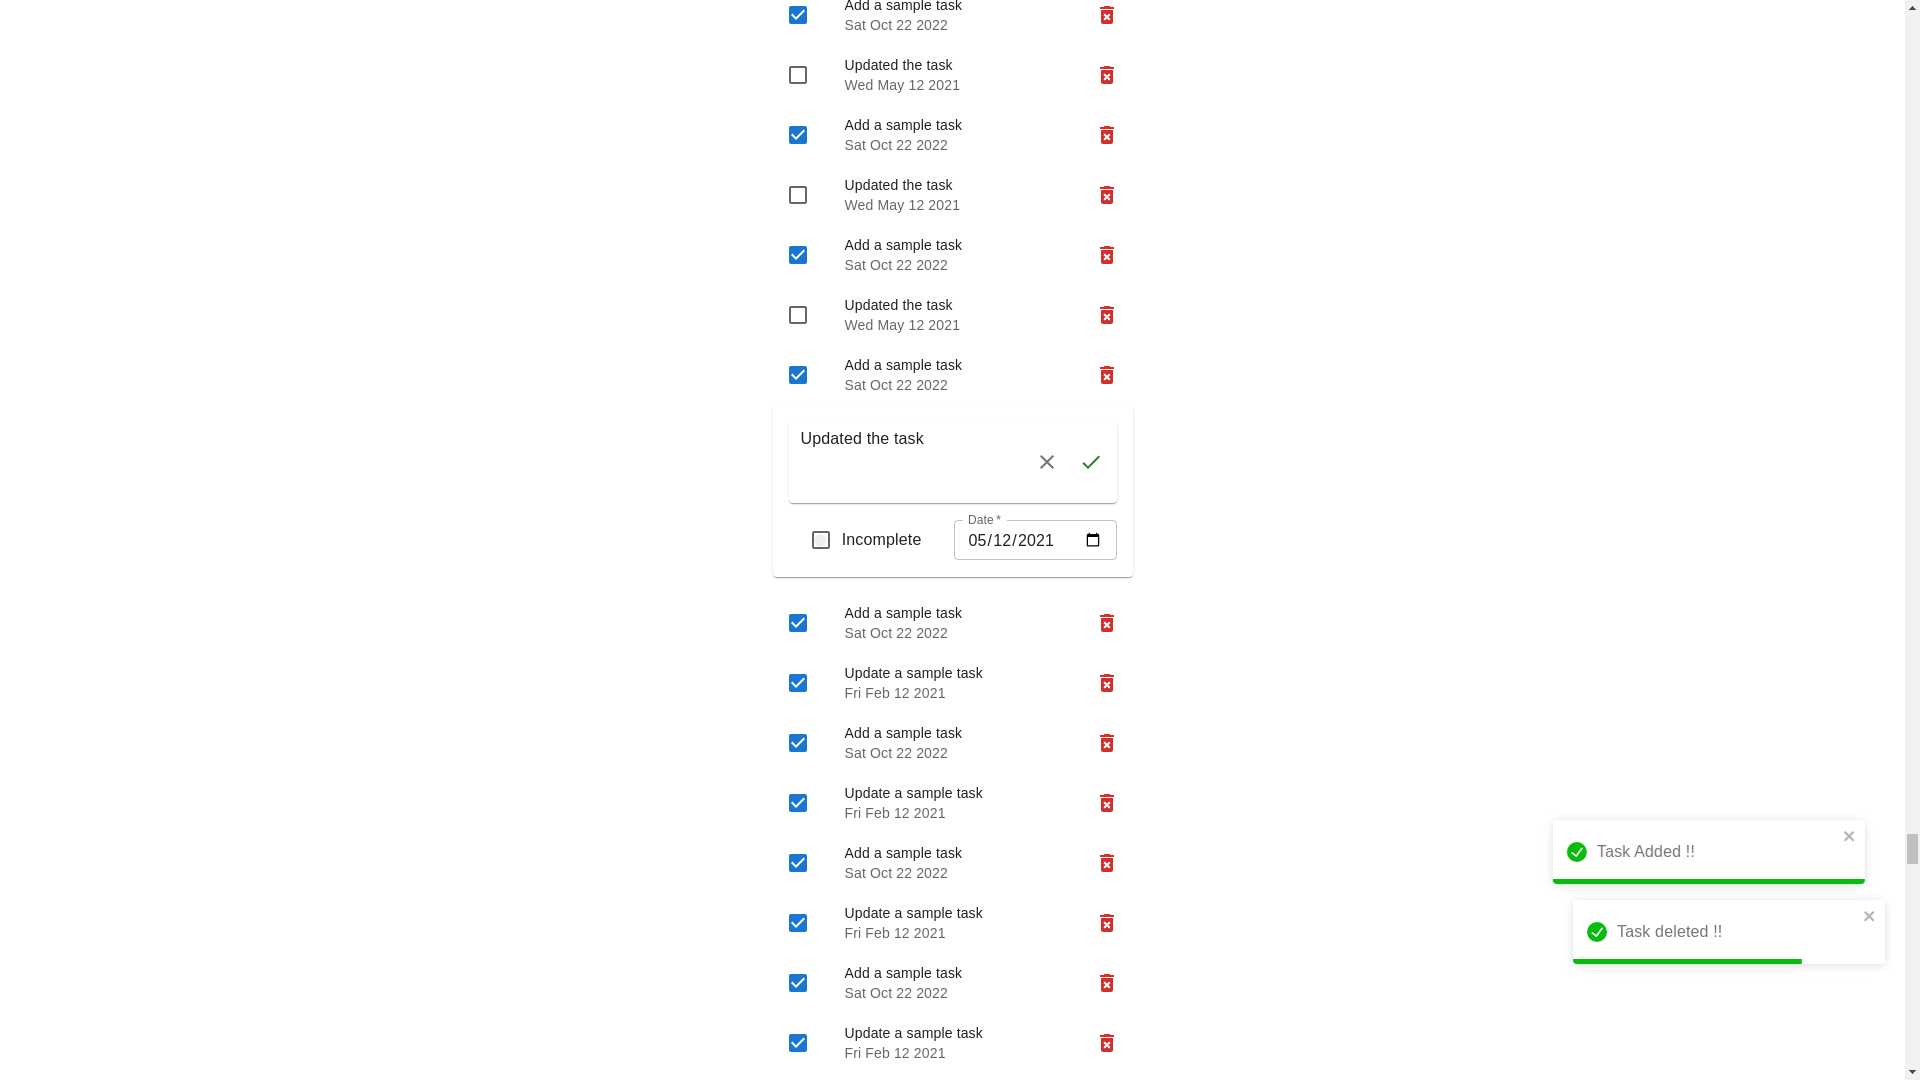 Add a sample task
Sat Oct 22 2022
Updated the task
Wed May 12 2021
Add a sample task
Sat Oct 22 2022
Updated the task
Wed May 12 2021
Add a sample task
Sat Oct 22 2022
Updated the task
Wed May 12 2021
Add a sample task
Sat Oct 22 2022
Updated the task
Date *
Incomplete
05/12/2021
Add a sample task
Sat Oct 22 2022
Update a sample task
Fri Feb 12 2021
Add a sample task
Sat Oct 22 2022
Update a sample task
Fri Feb 12 2021
Add a sample task
Sat Oct 22 2022
Update a sample task
Fri Feb 12 2021
Add a sample task
Sat Oct 22 2022
Update a sample task
Fri Feb 12 2021
Task Added !!
Task deleted !!